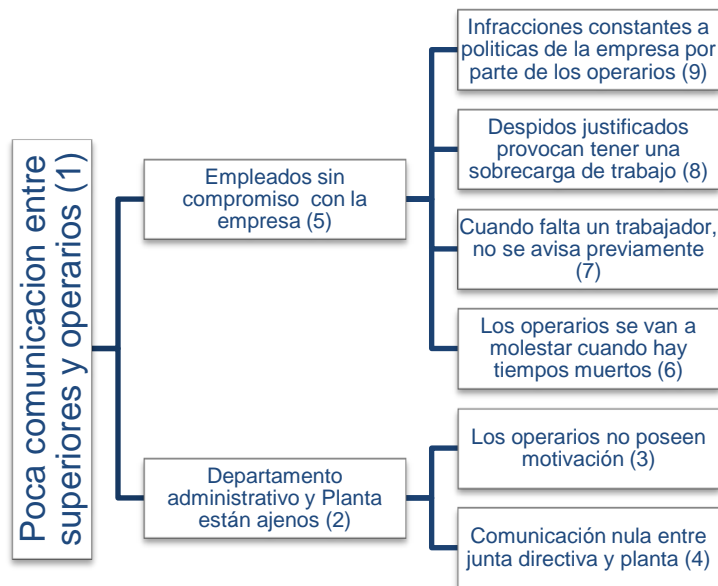 Poca comunicacion entre
superiores y operarios (1)
Empleados sin
compromiso con la
empresa (5)
Infracciones constantes a
politicas de la empresa por
parte de los operarios (9)
Despidos justificados
provocan tener una
sobrecarga de trabajo (8)
Cuando falta un trabajador,
no se avisa previamente
(7)
Los operarios se van a
molestar cuando hay
tiempos muertos (6)
Departamento
administrativo y Planta
están ajenos (2)
Los operarios no poseen
motivación (3)
Comunicación nula entre
junta directiva y planta (4)